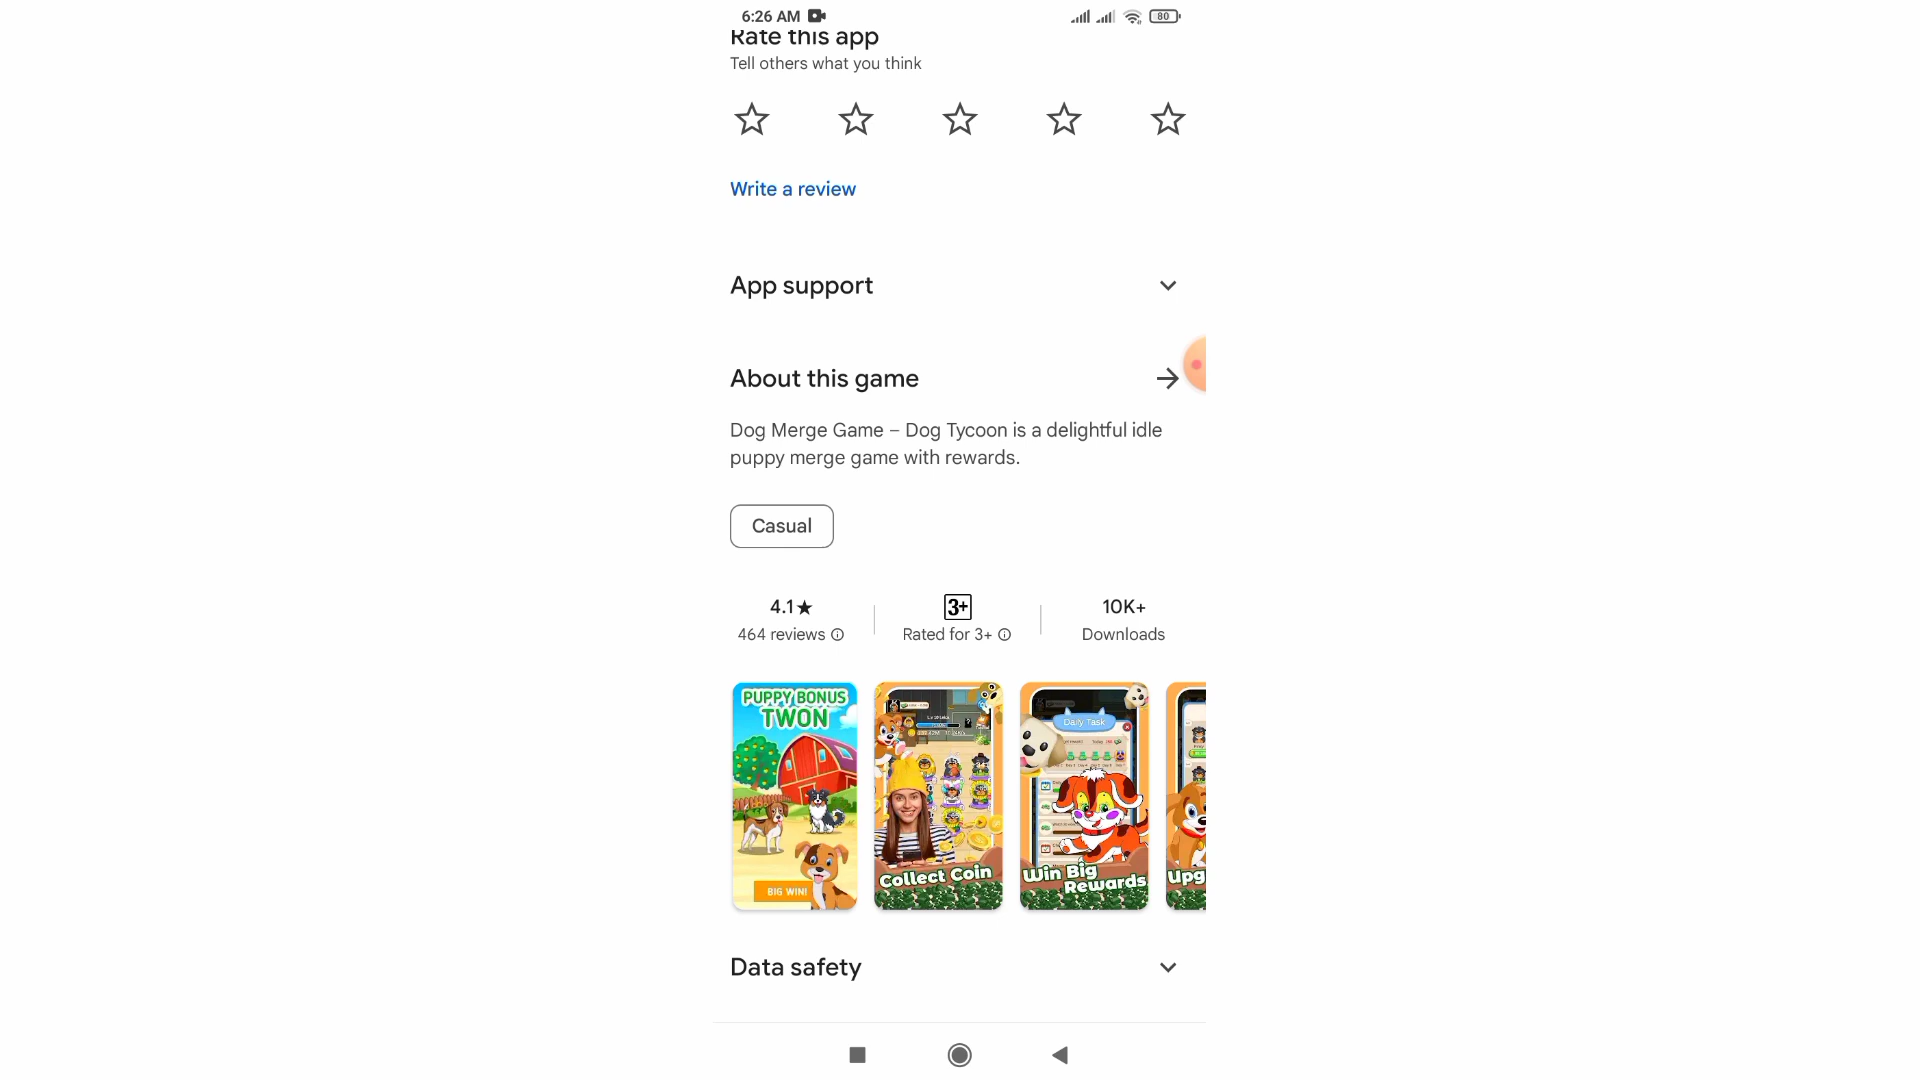 6:26 AM
80
Rate this app
Tell others what you think
Write a review
App support
About this game
Dog Merge Game – Dog Tycoon is a delightful idle
puppy merge game with rewards.
Casual
4.1★
464 reviews
3+
Rated for 3+
10K+
Downloads
PUPPY BONUS
TWON
BIG WIN!
Collect Coin
Daily Task
Win Big
Rewards
Upg
Data safety